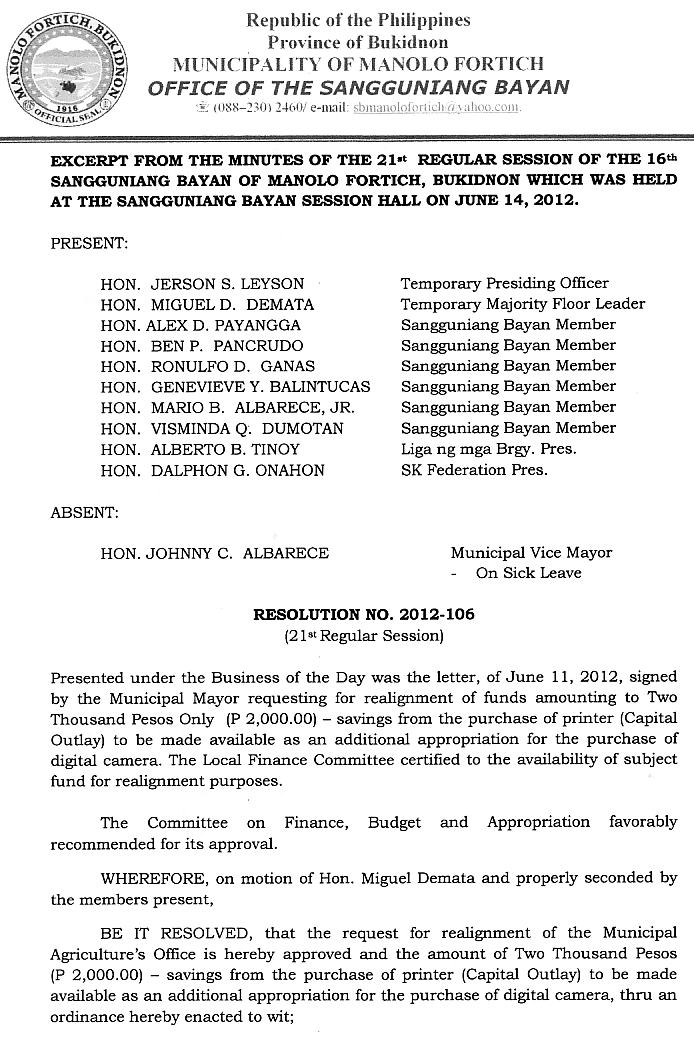 Republic of the Philippines
Province of Bukidnon
MUNICIPALITY OF MANOLO FORTICH
OFFICE OF THE SANGGUNIANG BAYAN
☏ (088–230) 2460/ e-mail: sbmanolofortich@yahoo.com.
MANOLO FORTICH, BUKIDNON
1916
OFFICIAL SEAL
EXCERPT FROM THE MINUTES OF THE 21st REGULAR SESSION OF THE 16th
SANGGUNIANG BAYAN OF MANOLO FORTICH, BUKIDNON WHICH WAS HELD
AT THE SANGGUNIANG BAYAN SESSION HALL ON JUNE 14, 2012.
PRESENT:
HON. JERSON S. LEYSON Temporary Presiding Officer
HON. MIGUEL D. DEMATA Temporary Majority Floor Leader
HON. ALEX D. PAYANGGA Sangguniang Bayan Member
HON. BEN P. PANCRUDO Sangguniang Bayan Member
HON. RONULFO D. GANAS Sangguniang Bayan Member
HON. GENEVIEVE Y. BALINTUCAS Sangguniang Bayan Member
HON. MARIO B. ALBARECE, JR. Sangguniang Bayan Member
HON. VISMINDA Q. DUMOTAN Sangguniang Bayan Member
HON. ALBERTO B. TINOY Liga ng mga Brgy. Pres.
HON. DALPHON G. ONAHON SK Federation Pres.
ABSENT:
HON. JOHNNY C. ALBARECE Municipal Vice Mayor
- On Sick Leave
RESOLUTION NO. 2012-106
(21st Regular Session)
Presented under the Business of the Day was the letter, of June 11, 2012, signed
by the Municipal Mayor requesting for realignment of funds amounting to Two
Thousand Pesos Only (P 2,000.00) – savings from the purchase of printer (Capital
Outlay) to be made available as an additional appropriation for the purchase of
digital camera. The Local Finance Committee certified to the availability of subject
fund for realignment purposes.
The Committee on Finance, Budget and Appropriation favorably
recommended for its approval.
WHEREFORE, on motion of Hon. Miguel Demata and properly seconded by
the members present,
BE IT RESOLVED, that the request for realignment of the Municipal
Agriculture's Office is hereby approved and the amount of Two Thousand Pesos
(P 2,000.00) – savings from the purchase of printer (Capital Outlay) to be made
available as an additional appropriation for the purchase of digital camera, thru an
ordinance hereby enacted to wit;